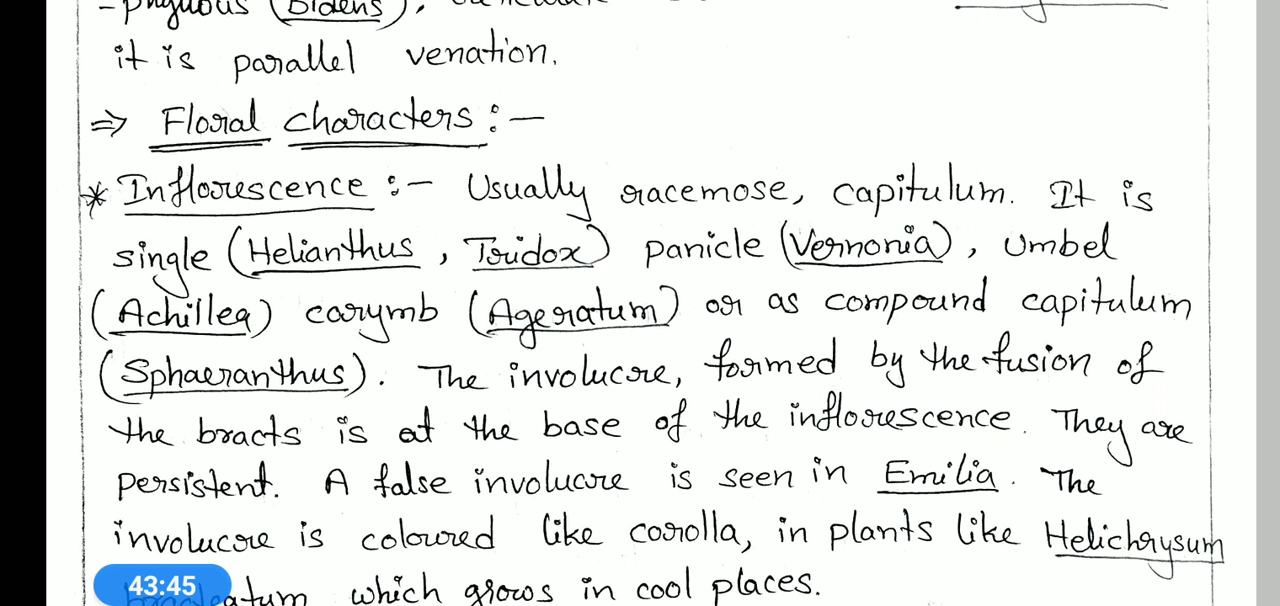 it is parallel venation.
⇒ Floral characters :-
* Inflorescence :- Usually racemose, capitulum. It is
single (Helianthus, Tridox) panicle (Vernonia), Umbel
(Achillea) carymb (Ageratum) or as compound capitulum
(Sphaeranthus). The involucre, formed by the fusion of
the bracts is at the base of the inflorescence. They are
persistent. A false involucre is seen in Emilia. The
involucre is coloured like corolla, in plants like Helichrysum
which grows in cool places.
43:45